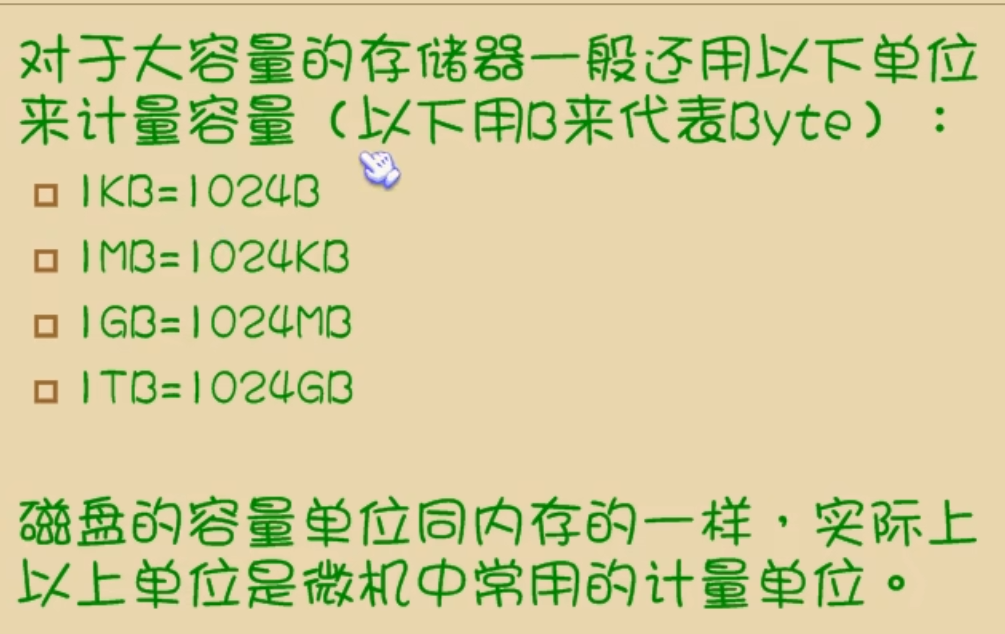 对于大容量的存储器一般还用以下单位
来计量容量（以下用B来代表Byte）：
1KB=1024B
1MB=1024KB
1GB=1024MB
1TB=1024GB
磁盘的容量单位同内存的一样，实际上
以上单位是微机中常用的计量单位。